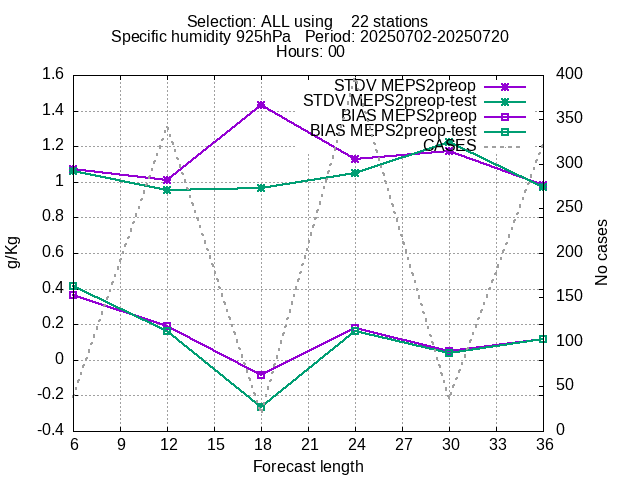 Selection: ALL using    22 stations
Specific humidity 925hPa   Period: 20250702-20250720
Hours: 00
STDV MEPS2preop
STDV MEPS2preop-test
BIAS MEPS2preop
BIAS MEPS2preop-test
CASES
1.6
1.4
1.2
1
0.8
0.6
0.4
0.2
0
-0.2
-0.4
g/Kg
400
350
300
250
200
150
100
50
0
No cases
6 9 12 15 18 21 24 27 30 33 36
Forecast length